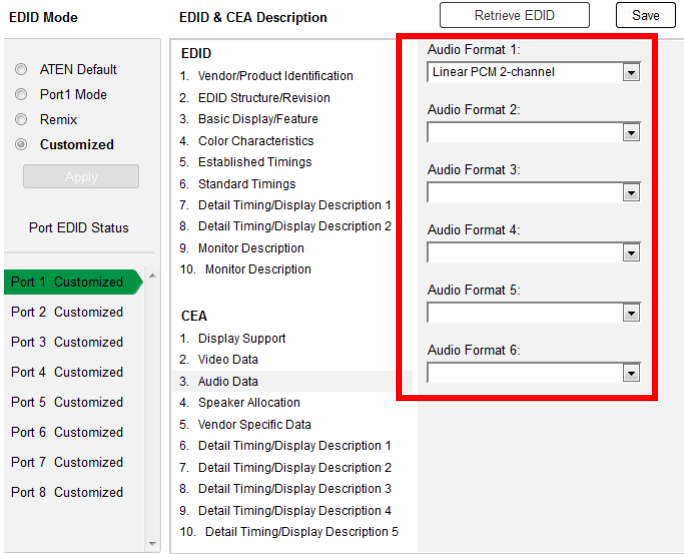 EDID Mode
EDID & CEA Description
Retrieve EDID
Save
ATEN Default
Port1 Mode
Remix
Customized
Apply
Port EDID Status
Port 1 Customized
Port 2 Customized
Port 3 Customized
Port 4 Customized
Port 5 Customized
Port 6 Customized
Port 7 Customized
Port 8 Customized
EDID
1. Vendor/Product Identification
2. EDID Structure/Revision
3. Basic Display/Feature
4. Color Characteristics
5. Established Timings
6. Standard Timings
7. Detail Timing/Display Description 1
8. Detail Timing/Display Description 2
9. Monitor Description
10. Monitor Description
CEA
1. Display Support
2. Video Data
3. Audio Data
4. Speaker Allocation
5. Vendor Specific Data
6. Detail Timing/Display Description 1
7. Detail Timing/Display Description 2
8. Detail Timing/Display Description 3
9. Detail Timing/Display Description 4
10. Detail Timing/Display Description 5
Audio Format 1:
Linear PCM 2-channel
Audio Format 2:
Audio Format 3:
Audio Format 4:
Audio Format 5:
Audio Format 6: